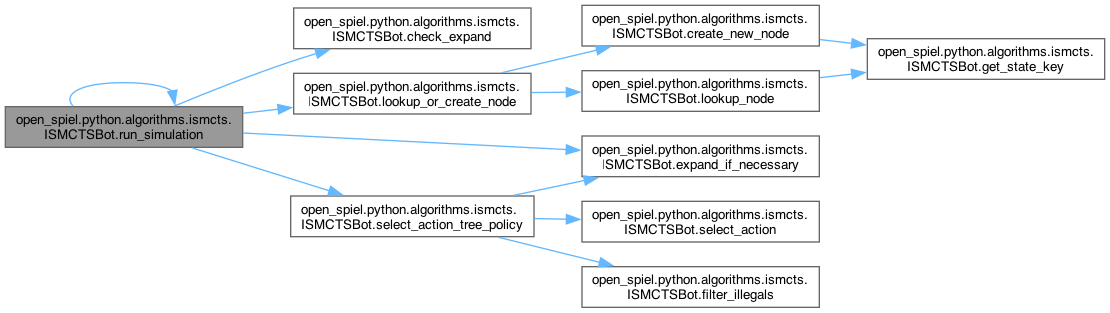 open_spiel.python.algorithms.ismcts.
ISMCTSBot.run_simulation
open_spiel.python.algorithms.ismcts.
ISMCTSBot.check_expand
open_spiel.python.algorithms.ismcts.
ISMCTSBot.lookup_or_create_node
open_spiel.python.algorithms.ismcts.
ISMCTSBot.select_action_tree_policy
open_spiel.python.algorithms.ismcts.
ISMCTSBot.create_new_node
open_spiel.python.algorithms.ismcts.
ISMCTSBot.lookup_node
open_spiel.python.algorithms.ismcts.
ISMCTSBot.expand_if_necessary
open_spiel.python.algorithms.ismcts.
ISMCTSBot.select_action
open_spiel.python.algorithms.ismcts.
ISMCTSBot.filter_illegals
open_spiel.python.algorithms.ismcts.
ISMCTSBot.get_state_key